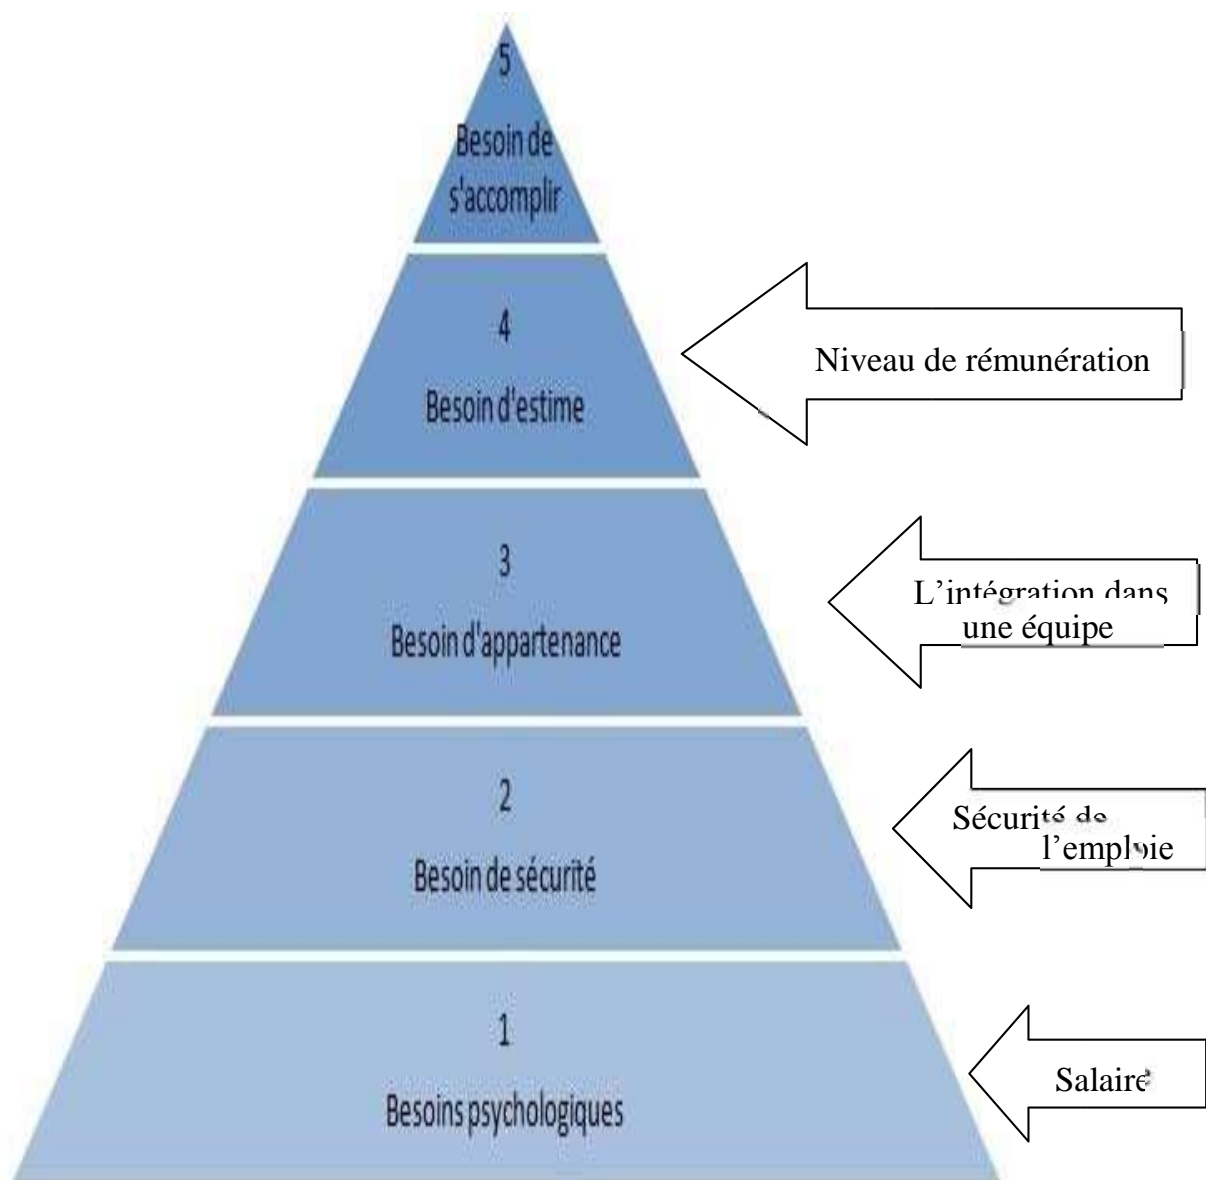 5
Besoin de
s'accomplir
4
Besoin d'estime
Niveau de rémunération
3
Besoin d'appartenance
L’intégration dans
une équipe
2
Besoin de sécurité
Sécurité de
l’emploie
1
Besoins psychologiques
Salaire